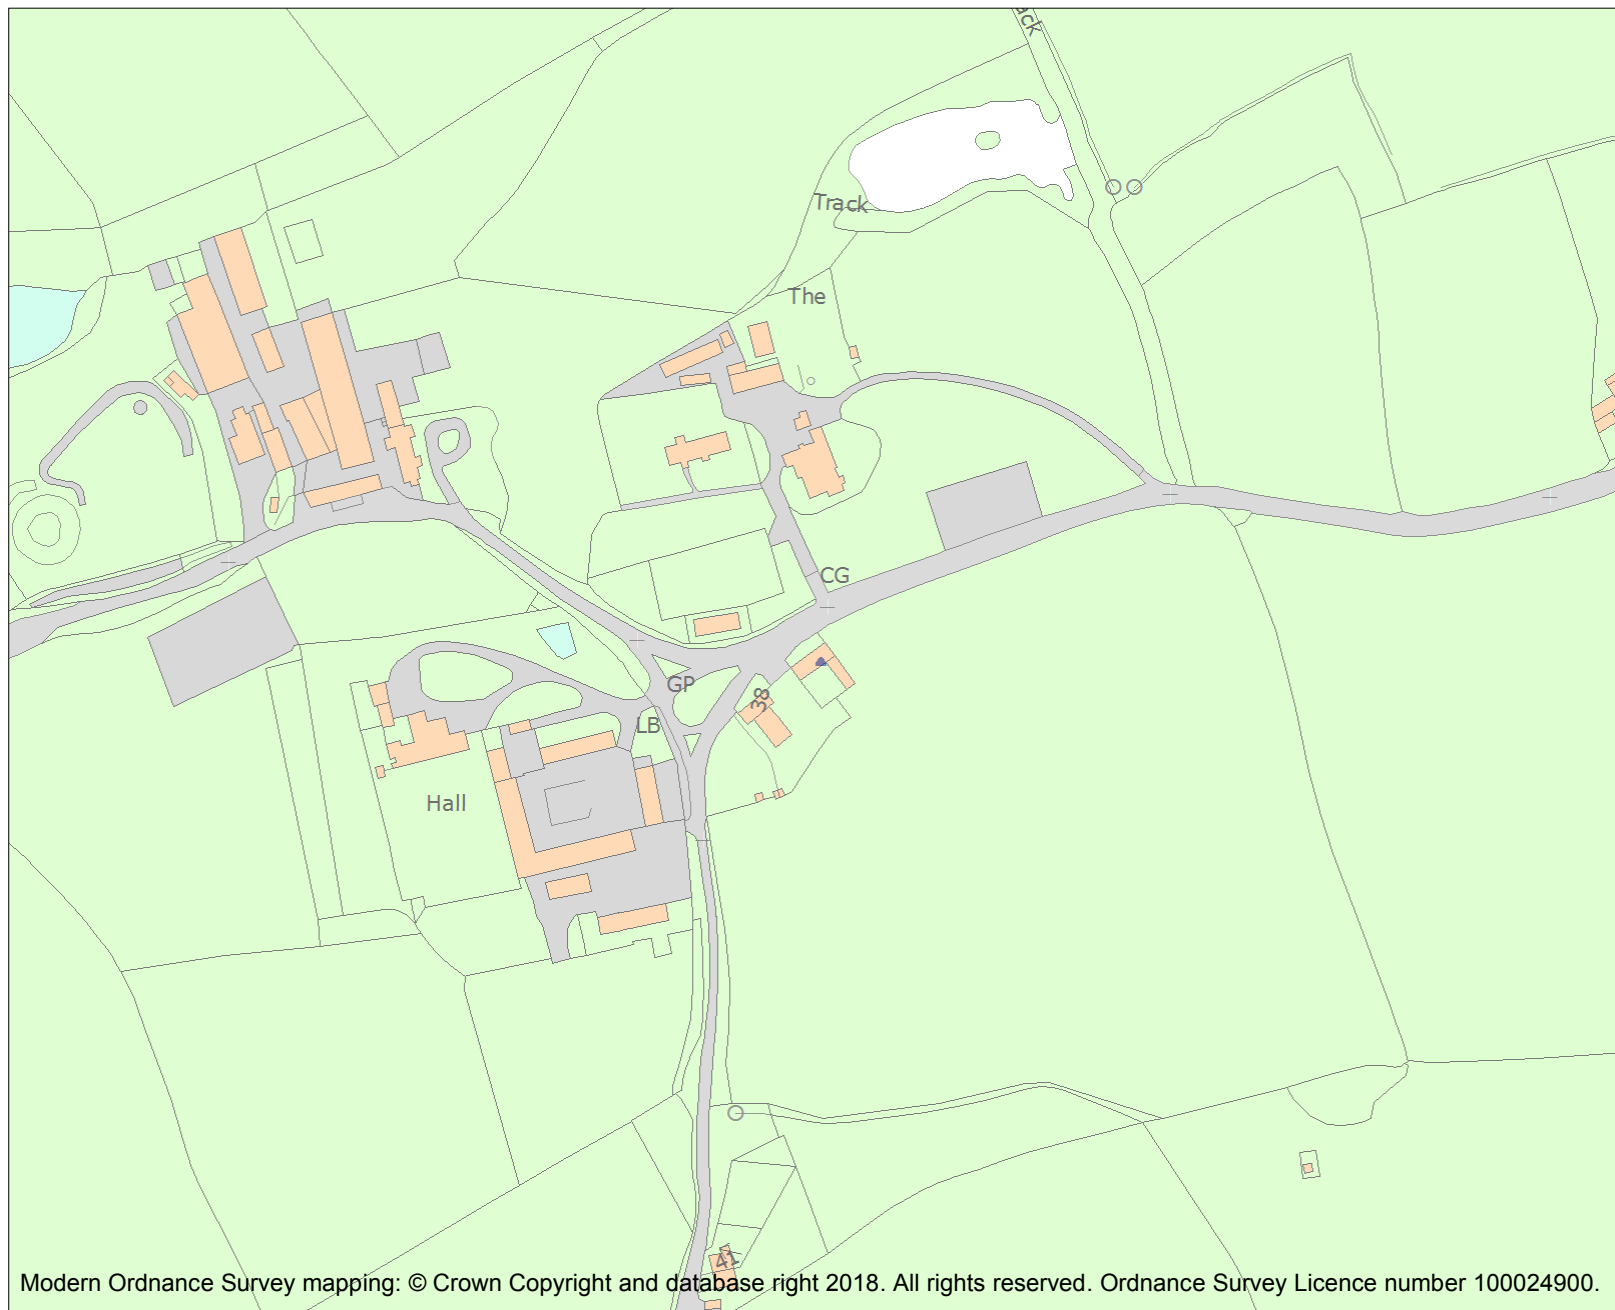 ack
Track
The
CG
GP
38
LB
Hall
41
Modern Ordnance Survey mapping: © Crown Copyright and database right 2018. All rights reserved. Ordnance Survey Licence number 100024900.